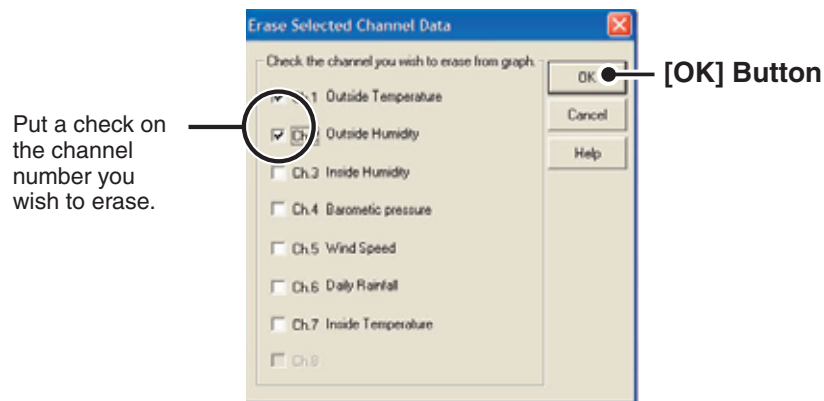 Erase Selected Channel Data
Check the channel you wish to erase from graph.
OK
[OK] Button
Ch.1 Outside Temperature
Cancel
Put a check on
the channel
number you
wish to erase.
Outside Humidity
Help
Ch.3 Inside Humidity
Ch.4 Barometic pressure
Ch.5 Wind Speed
Ch.6 Daily Rainfall
Ch.7 Inside Temperature
Ch.8